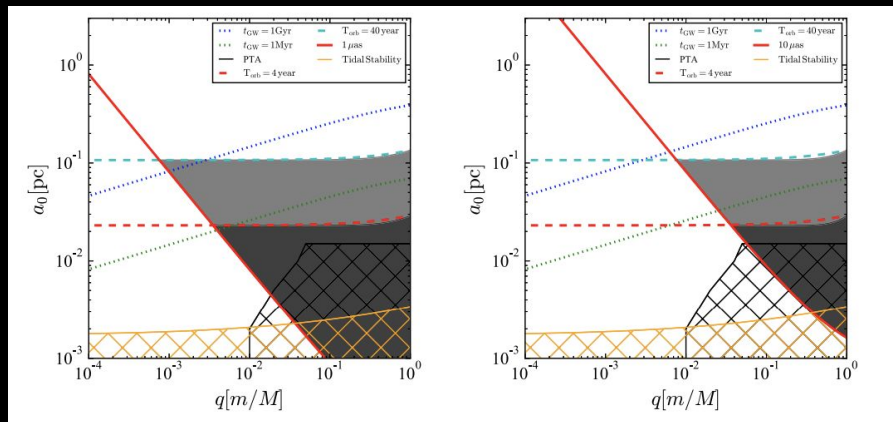 t_GW = 1Gyr
t_GW = 1Myr
PTA
T_orb = 4 year
T_orb = 40 year
1 μas
Tidal Stability
a_0[pc]
10^0
10^-1
10^-2
10^-3
10^-4
10^-3
10^-2
10^-1
10^0
q[m/M]
t_GW = 1Gyr
t_GW = 1Myr
PTA
T_orb = 4 year
T_orb = 40 year
10 μas
Tidal Stability
a_0[pc]
10^0
10^-1
10^-2
10^-3
10^-4
10^-3
10^-2
10^-1
10^0
q[m/M]